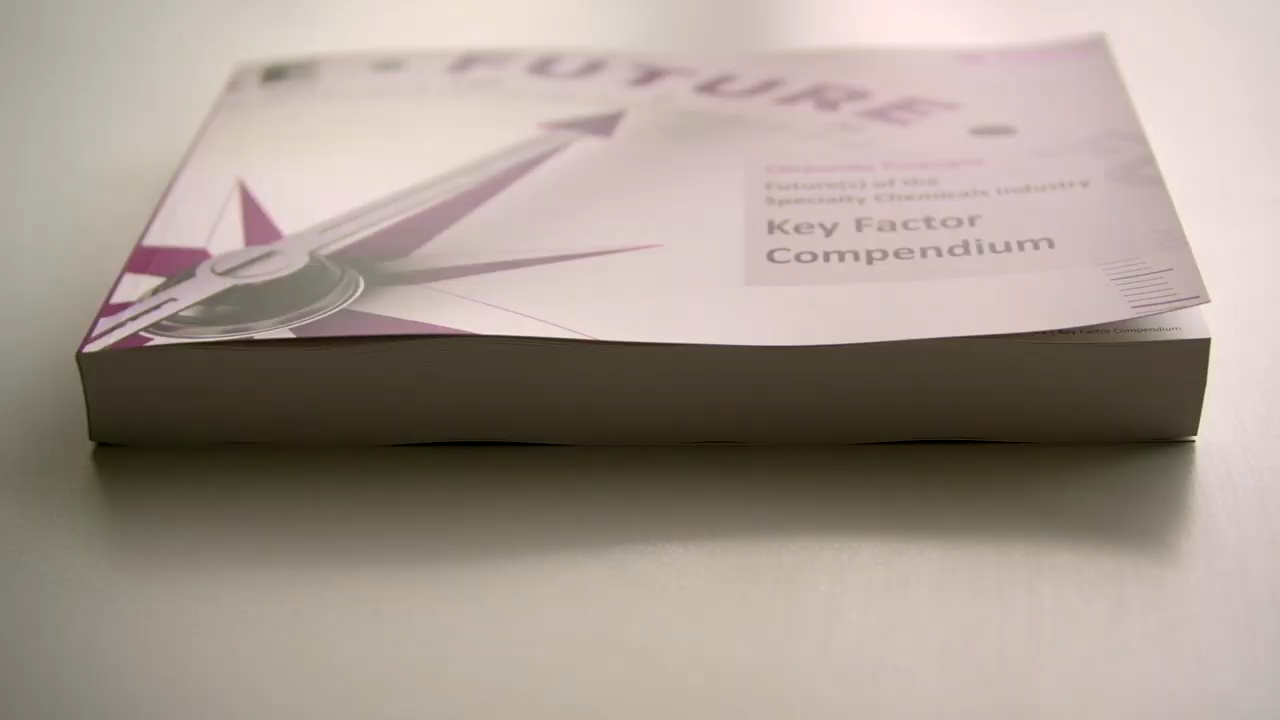 FUTURE
Corporate Foresight
Future(s) of the
Specialty Chemicals Industry
Key Factor
Compendium
Key Factor Compendium